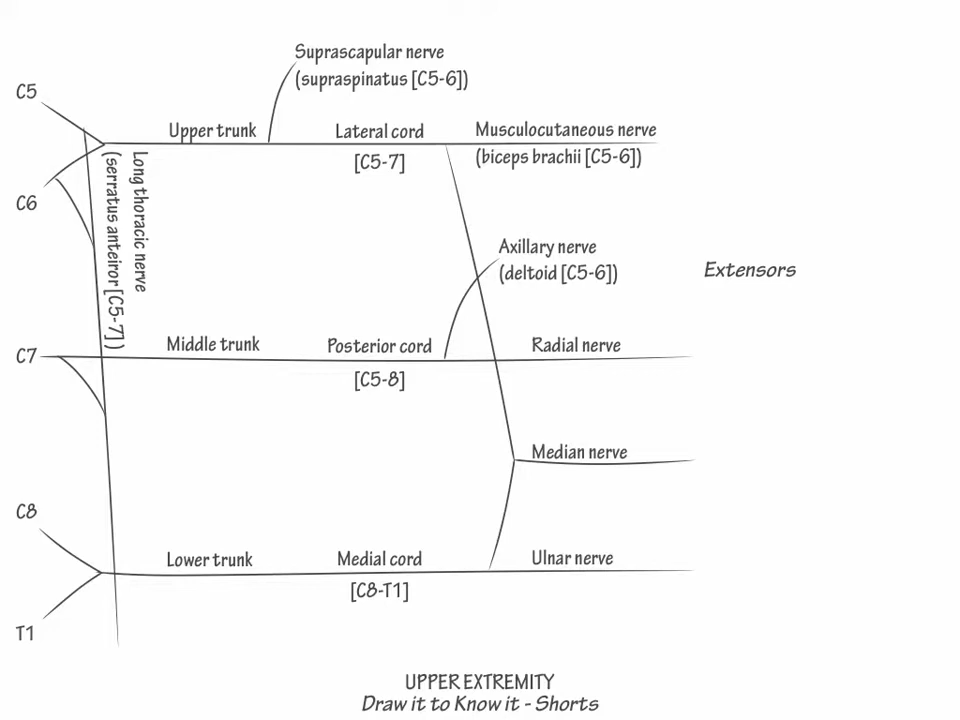 Suprascapular nerve
(supraspinatus [C5-6])
C5
Upper trunk
Lateral cord
Musculocutaneous nerve
[C5-7]
(biceps brachii [C5-6])
Long thoracic nerve
(serratus anteiror [C5-7])
C6
Axillary nerve
(deltoid [C5-6])
Extensors
C7
Middle trunk
Posterior cord
Radial nerve
[C5-8]
Median nerve
C8
Lower trunk
Medial cord
Ulnar nerve
[C8-T1]
T1
UPPER EXTREMITY
Draw it to Know it - Shorts